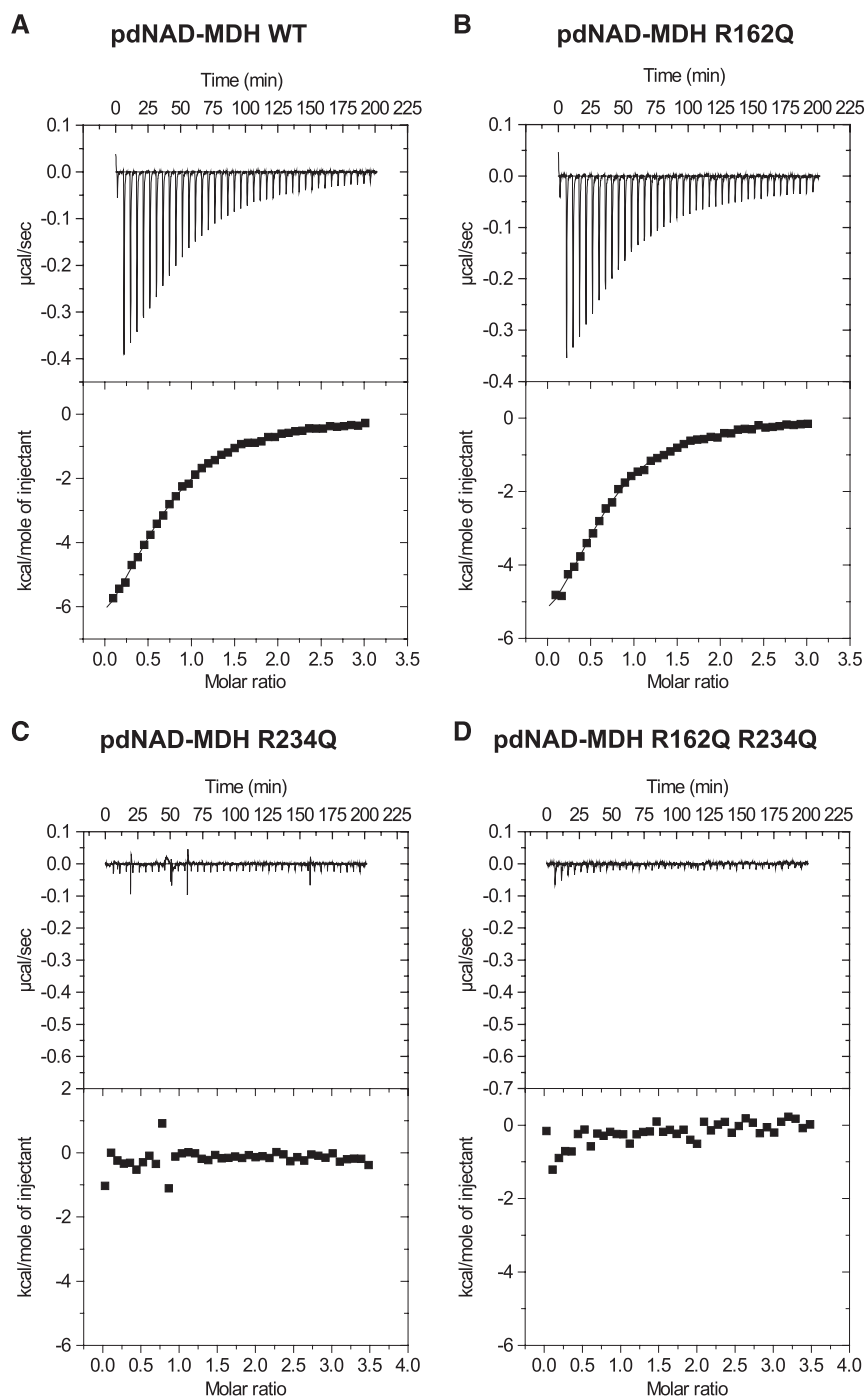 A
pdNAD-MDH WT
Time (min)
0 25 50 75 100 125 150 175 200 225
0.1
0.0
-0.1
-0.2
-0.3
-0.4
µcal/sec
0
-2
-4
-6
kcal/mole of injectant
0.0 0.5 1.0 1.5 2.0 2.5 3.0 3.5
Molar ratio
B
pdNAD-MDH R162Q
Time (min)
0 25 50 75 100 125 150 175 200 225
0.1
0.0
-0.1
-0.2
-0.3
-0.4
µcal/sec
0
-2
-4
-6
kcal/mole of injectant
0.0 0.5 1.0 1.5 2.0 2.5 3.0 3.5
Molar ratio
C
pdNAD-MDH R234Q
Time (min)
0 25 50 75 100 125 150 175 200 225
0.1
0.0
-0.1
-0.2
-0.3
-0.4
-0.5
-0.6
µcal/sec
2
0
-2
-4
-6
kcal/mole of injectant
0.0 0.5 1.0 1.5 2.0 2.5 3.0 3.5 4.0
Molar ratio
D
pdNAD-MDH R162Q R234Q
Time (min)
0 25 50 75 100 125 150 175 200 225
0.1
0.0
-0.1
-0.2
-0.3
-0.4
-0.5
-0.6
-0.7
µcal/sec
0
-2
-4
-6
kcal/mole of injectant
0.0 0.5 1.0 1.5 2.0 2.5 3.0 3.5 4.0
Molar ratio